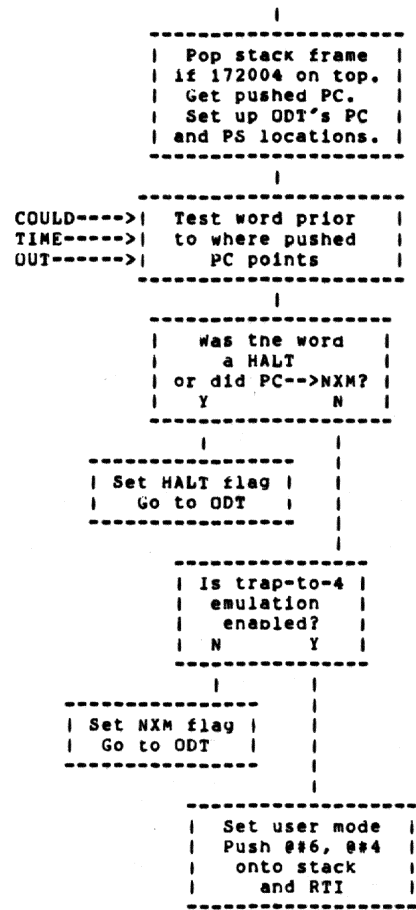 Pop stack frame
if 172004 on top.
Get pushed PC.
Set up ODT's PC
and PS locations.
COULD---->| Test word prior
TIME----->| to where pushed
OUT------>| PC points
Was the word
a HALT
or did PC-->NXM?
Y N
Set HALT flag
Go to ODT
Is trap-to-4
emulation
enabled?
N Y
Set NXM flag
Go to ODT
Set user mode
Push @#6, @#4
onto stack
and RTI